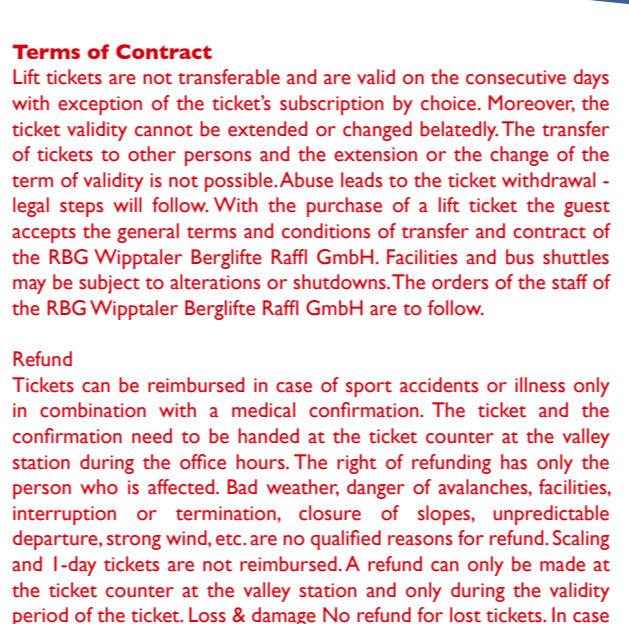 Terms of Contract
Lift tickets are not transferable and are valid on the consecutive days
with exception of the ticket's subscription by choice. Moreover, the
ticket validity cannot be extended or changed belatedly. The transfer
of tickets to other persons and the extension or the change of the
term of validity is not possible. Abuse leads to the ticket withdrawal -
legal steps will follow. With the purchase of a lift ticket the guest
accepts the general terms and conditions of transfer and contract of
the RBG Wipptaler Berglifte Raffl GmbH. Facilities and bus shuttles
may be subject to alterations or shutdowns. The orders of the staff of
the RBG Wipptaler Berglifte Raffl GmbH are to follow.
Refund
Tickets can be reimbursed in case of sport accidents or illness only
in combination with a medical confirmation. The ticket and the
confirmation need to be handed at the ticket counter at the valley
station during the office hours. The right of refunding has only the
person who is affected. Bad weather, danger of avalanches, facilities,
interruption or termination, closure of slopes, unpredictable
departure, strong wind, etc. are no qualified reasons for refund. Scaling
and 1-day tickets are not reimbursed. A refund can only be made at
the ticket counter at the valley station and only during the validity
period of the ticket. Loss & damage No refund for lost tickets. In case